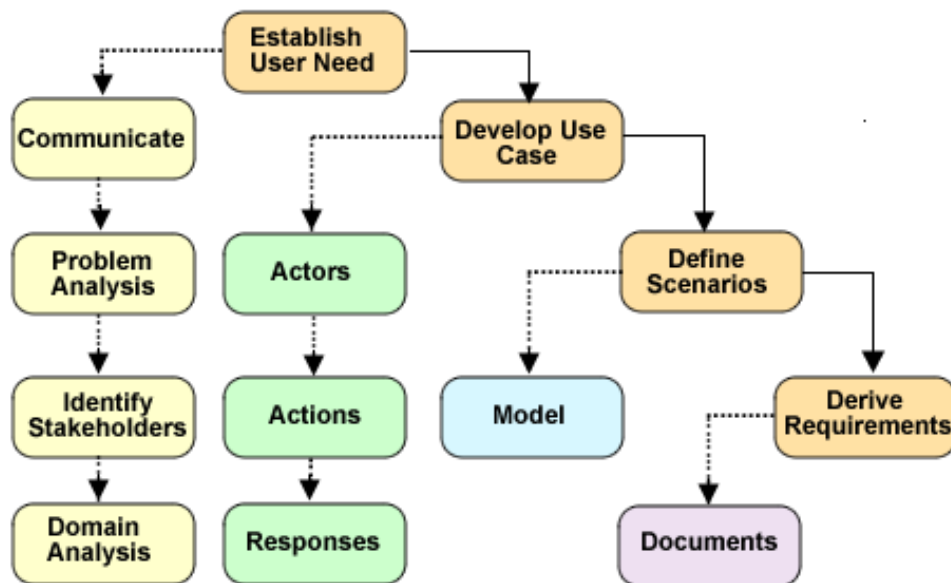 Establish
User Need
Communicate
Develop Use
Case
Problem
Analysis
Actors
Define
Scenarios
Identify
Stakeholders
Actions
Model
Derive
Requirements
Domain
Analysis
Responses
Documents